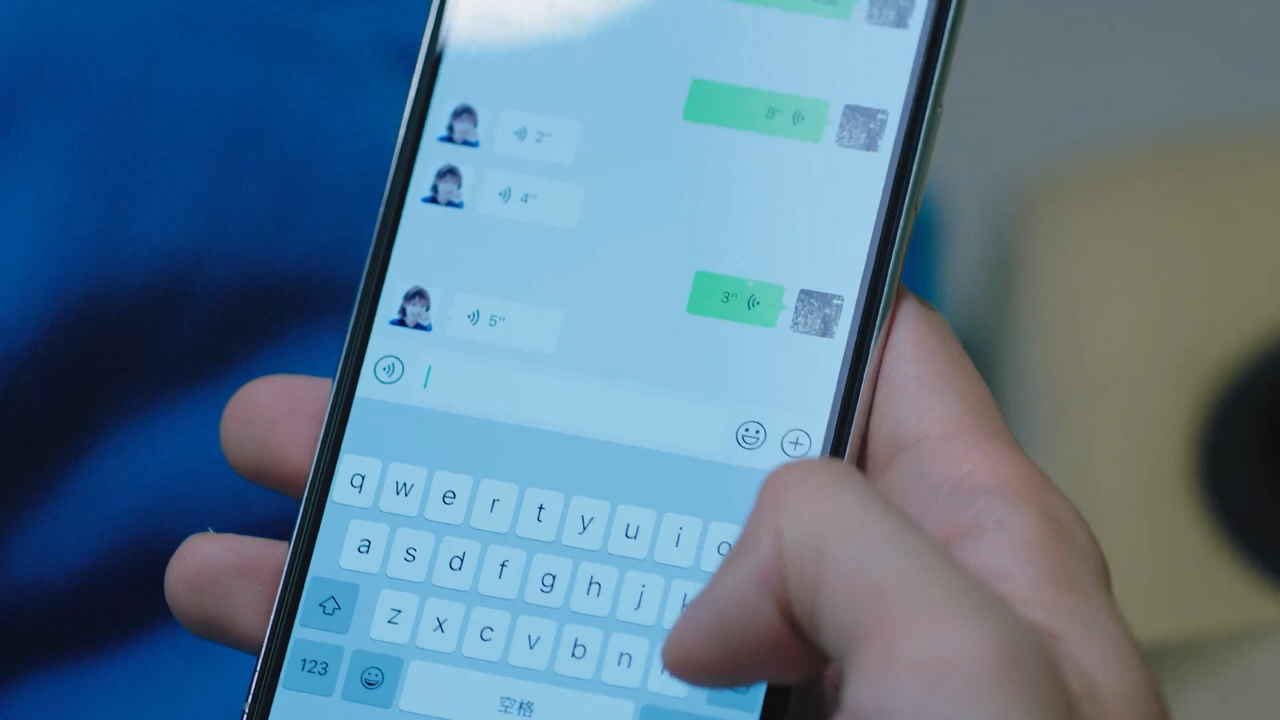 8"
2"
4"
3"
5"
q w e r t y u i o
a s d f g h j k
z x c v b n
123
空格